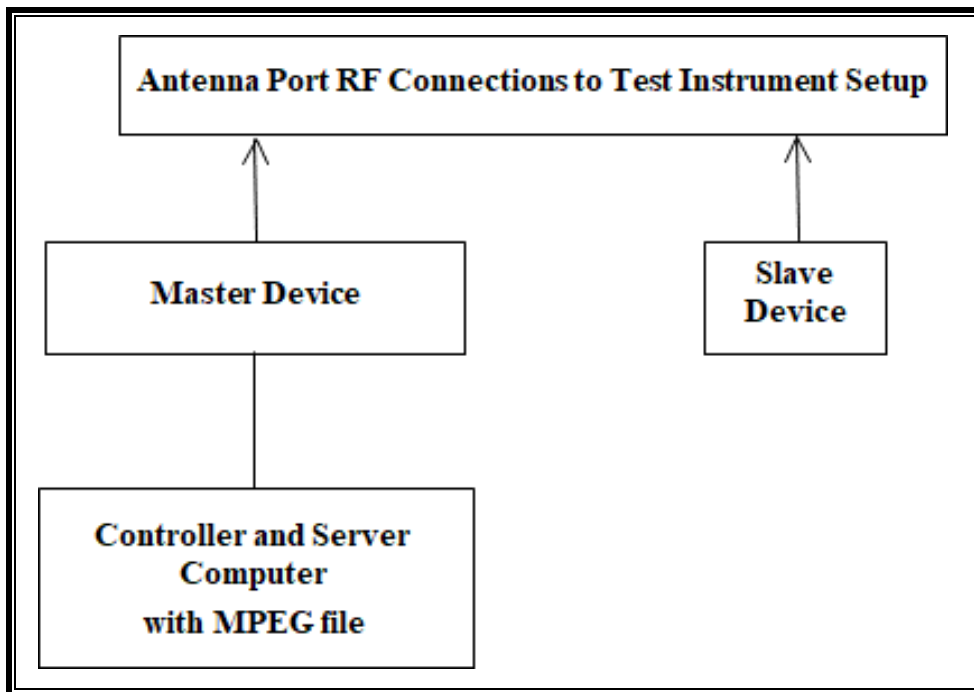 Antenna Port RF Connections to Test Instrument Setup
Master Device
Slave
Device
Controller and Server
Computer
with MPEG file